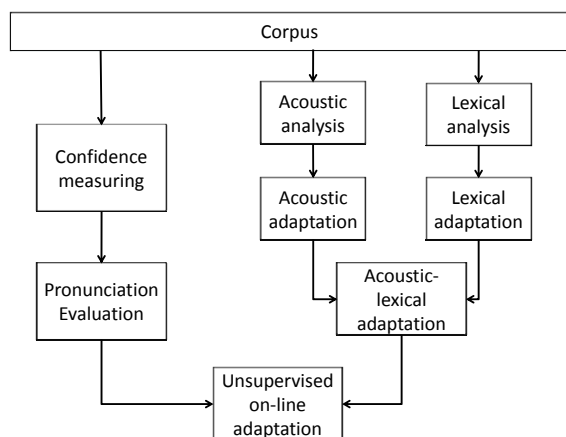 Corpus
Acoustic
analysis
Lexical
analysis
Confidence
measuring
Acoustic
adaptation
Lexical
adaptation
Pronunciation
Evaluation
Acoustic-
lexical
adaptation
Unsupervised
on-line
adaptation